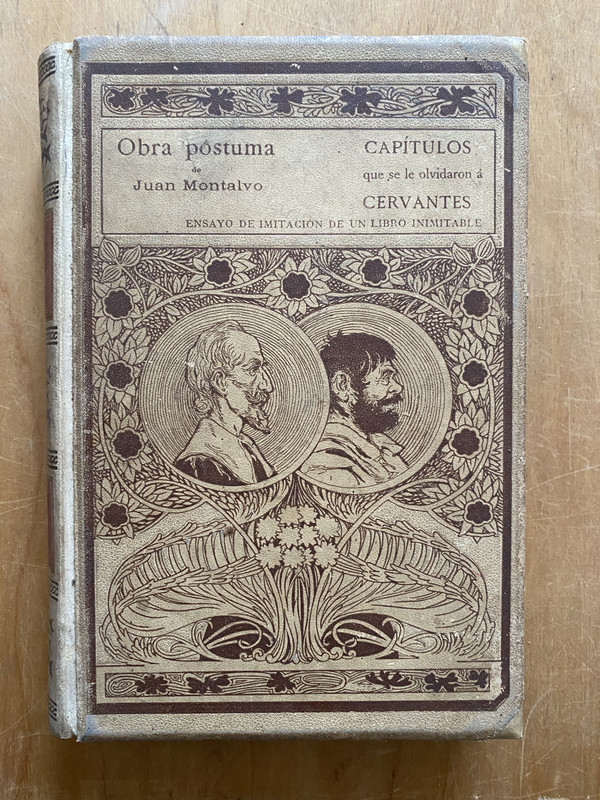 Obra póstuma
de
Juan Montalvo
CAPÍTULOS
que se le olvidaron á
CERVANTES
ENSAYO DE IMITACIÓN DE UN LIBRO INIMITABLE